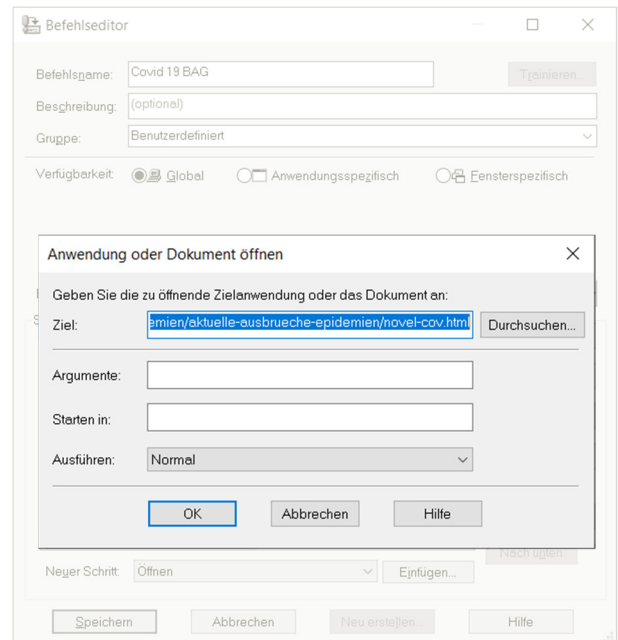 Befehlseditor
Befehlsname: Covid 19 BAG Trainieren...
Beschreibung: (optional)
Gruppe: Benutzerdefiniert
Verfügbarkeit: Global Anwendungsspezifisch Fensterspezifisch
Anwendung oder Dokument öffnen
Geben Sie die zu öffnende Zielanwendung oder das Dokument an:
Ziel: emien/aktuelle-ausbrueche-epidemien/novel-cov.html Durchsuchen...
Argumente:
Starten in:
Ausführen: Normal
OK Abbrechen Hilfe
Nach unten
Neuer Schritt: Öffnen Einfügen...
Speichern Abbrechen Neu erstellen... Hilfe